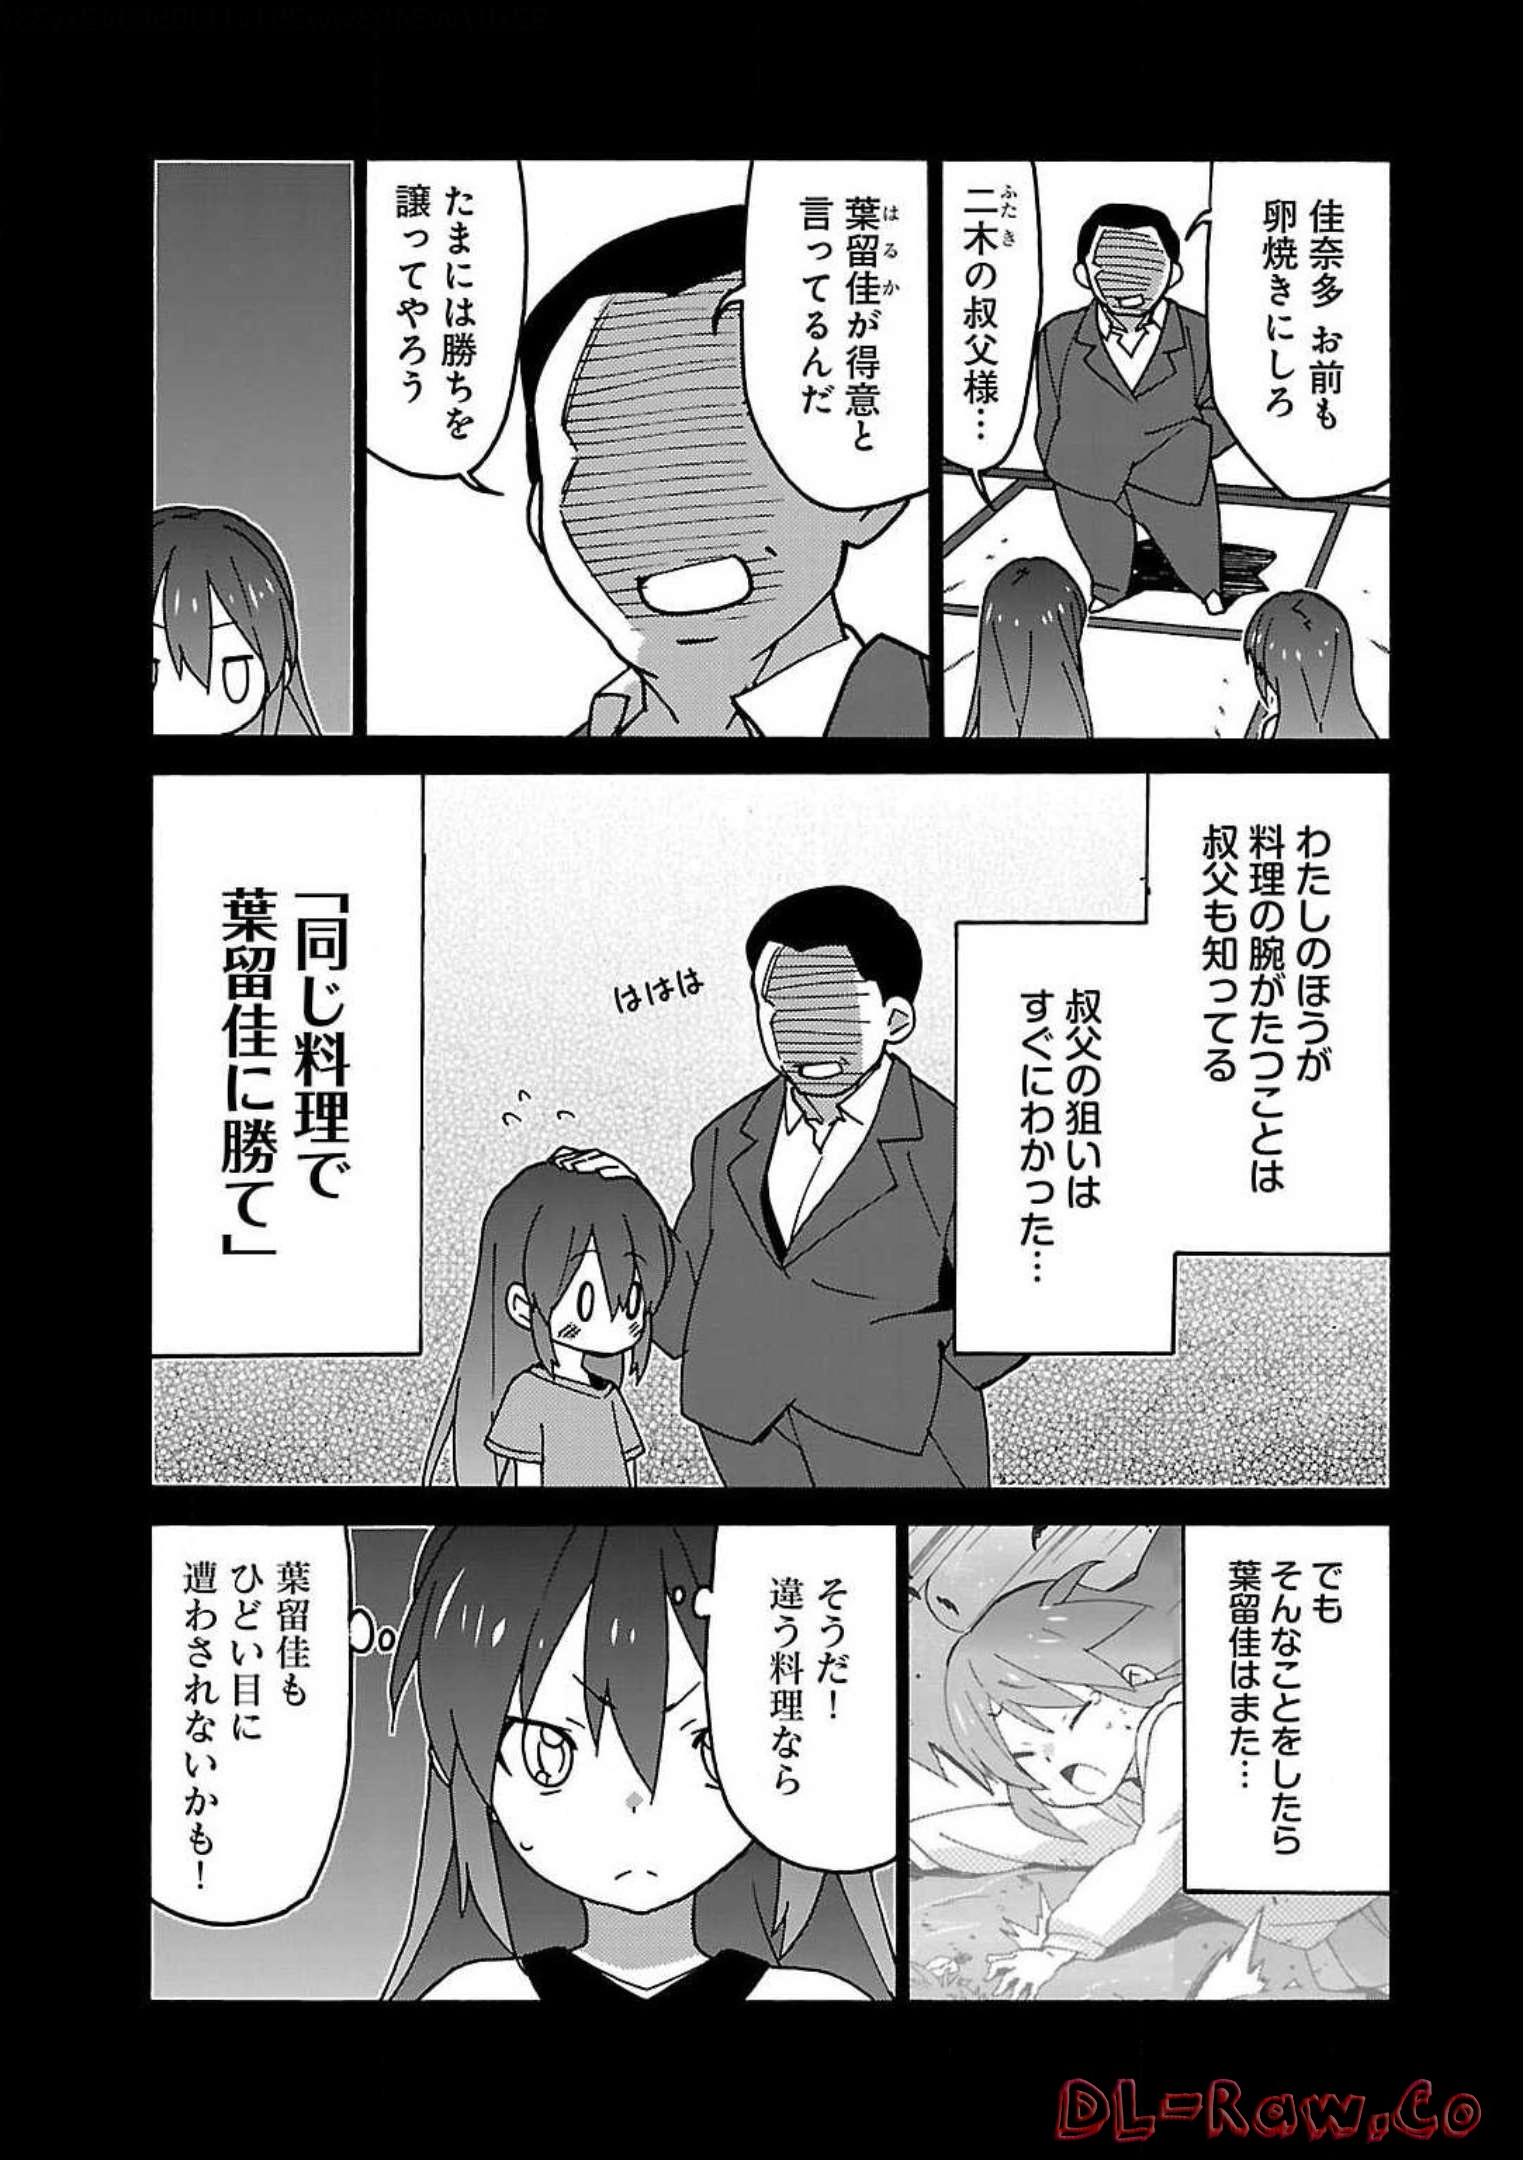 佳奈多 お前も
卵焼きにしろ
二木の叔父様…
ふたき
葉留佳が得意と
はるか
言ってるんだ
たまには勝ちを
譲ってやろう
わたしのほうが
料理の腕がたつことは
叔父も知ってる
叔父の狙いは
すぐにわかった…
ははは
「同じ料理で
葉留佳に勝て」
でも
そんなことをしたら
葉留佳はまた…
そうだ！
違う料理なら
葉留佳も
ひどい目に
遭わされないかも！
DL-Raw.Co